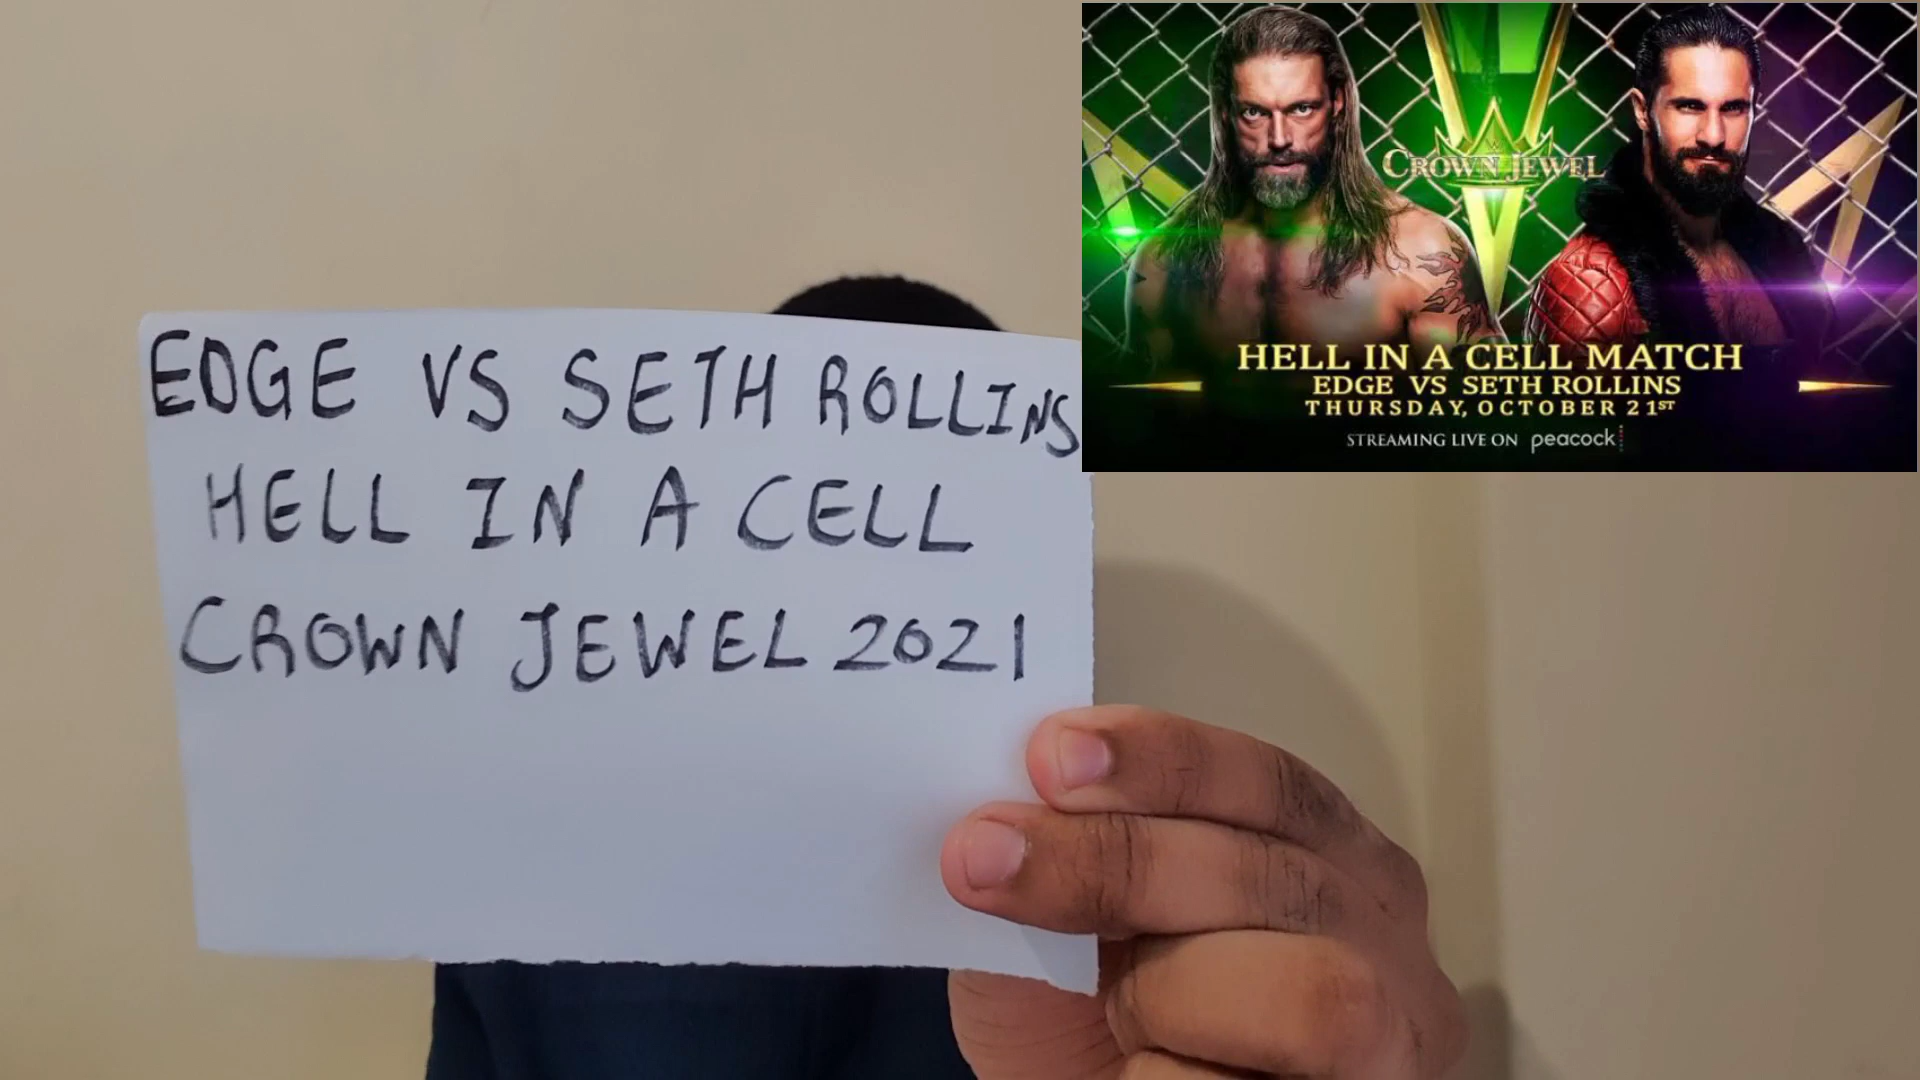 EDGE VS SETH ROLLINS
HELL IN A CELL
CROWN JEWEL 2021
CROWN JEWEL
HELL IN A CELL MATCH
EDGE VS SETH ROLLINS
THURSDAY, OCTOBER 21ST
STREAMING LIVE ON peacock